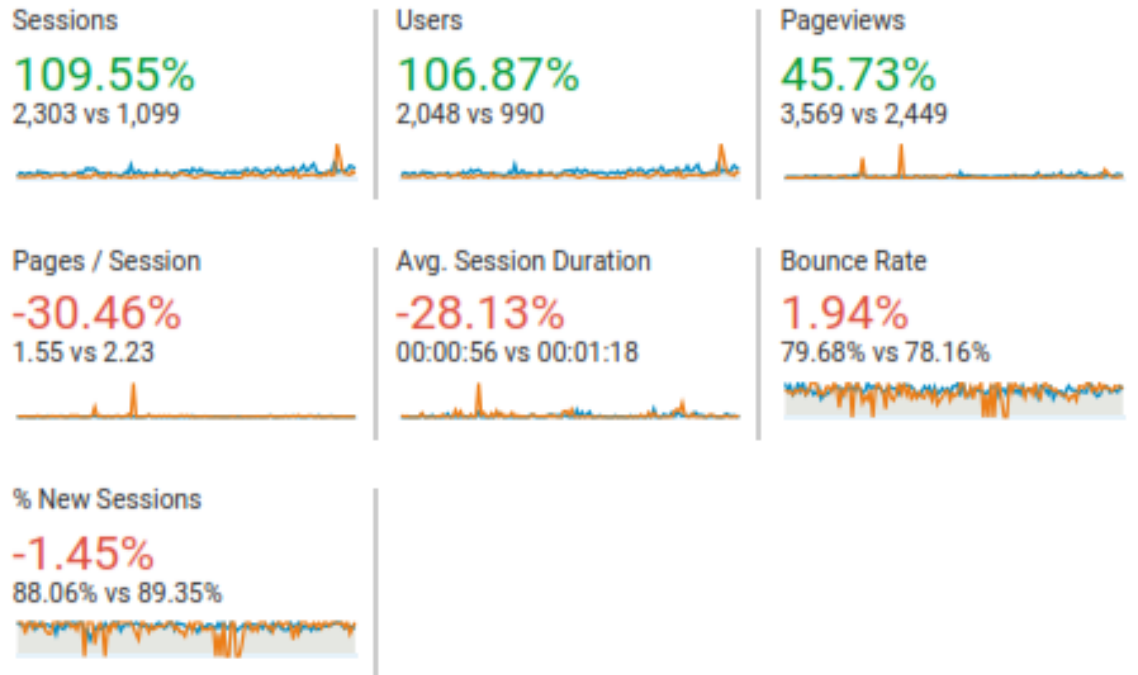 Sessions
109.55%
2,303 vs 1,099
Users
106.87%
2,048 vs 990
Pageviews
45.73%
3,569 vs 2,449
Pages / Session
-30.46%
1.55 vs 2.23
Avg. Session Duration
-28.13%
00:00:56 vs 00:01:18
Bounce Rate
1.94%
79.68% vs 78.16%
% New Sessions
-1.45%
88.06% vs 89.35%